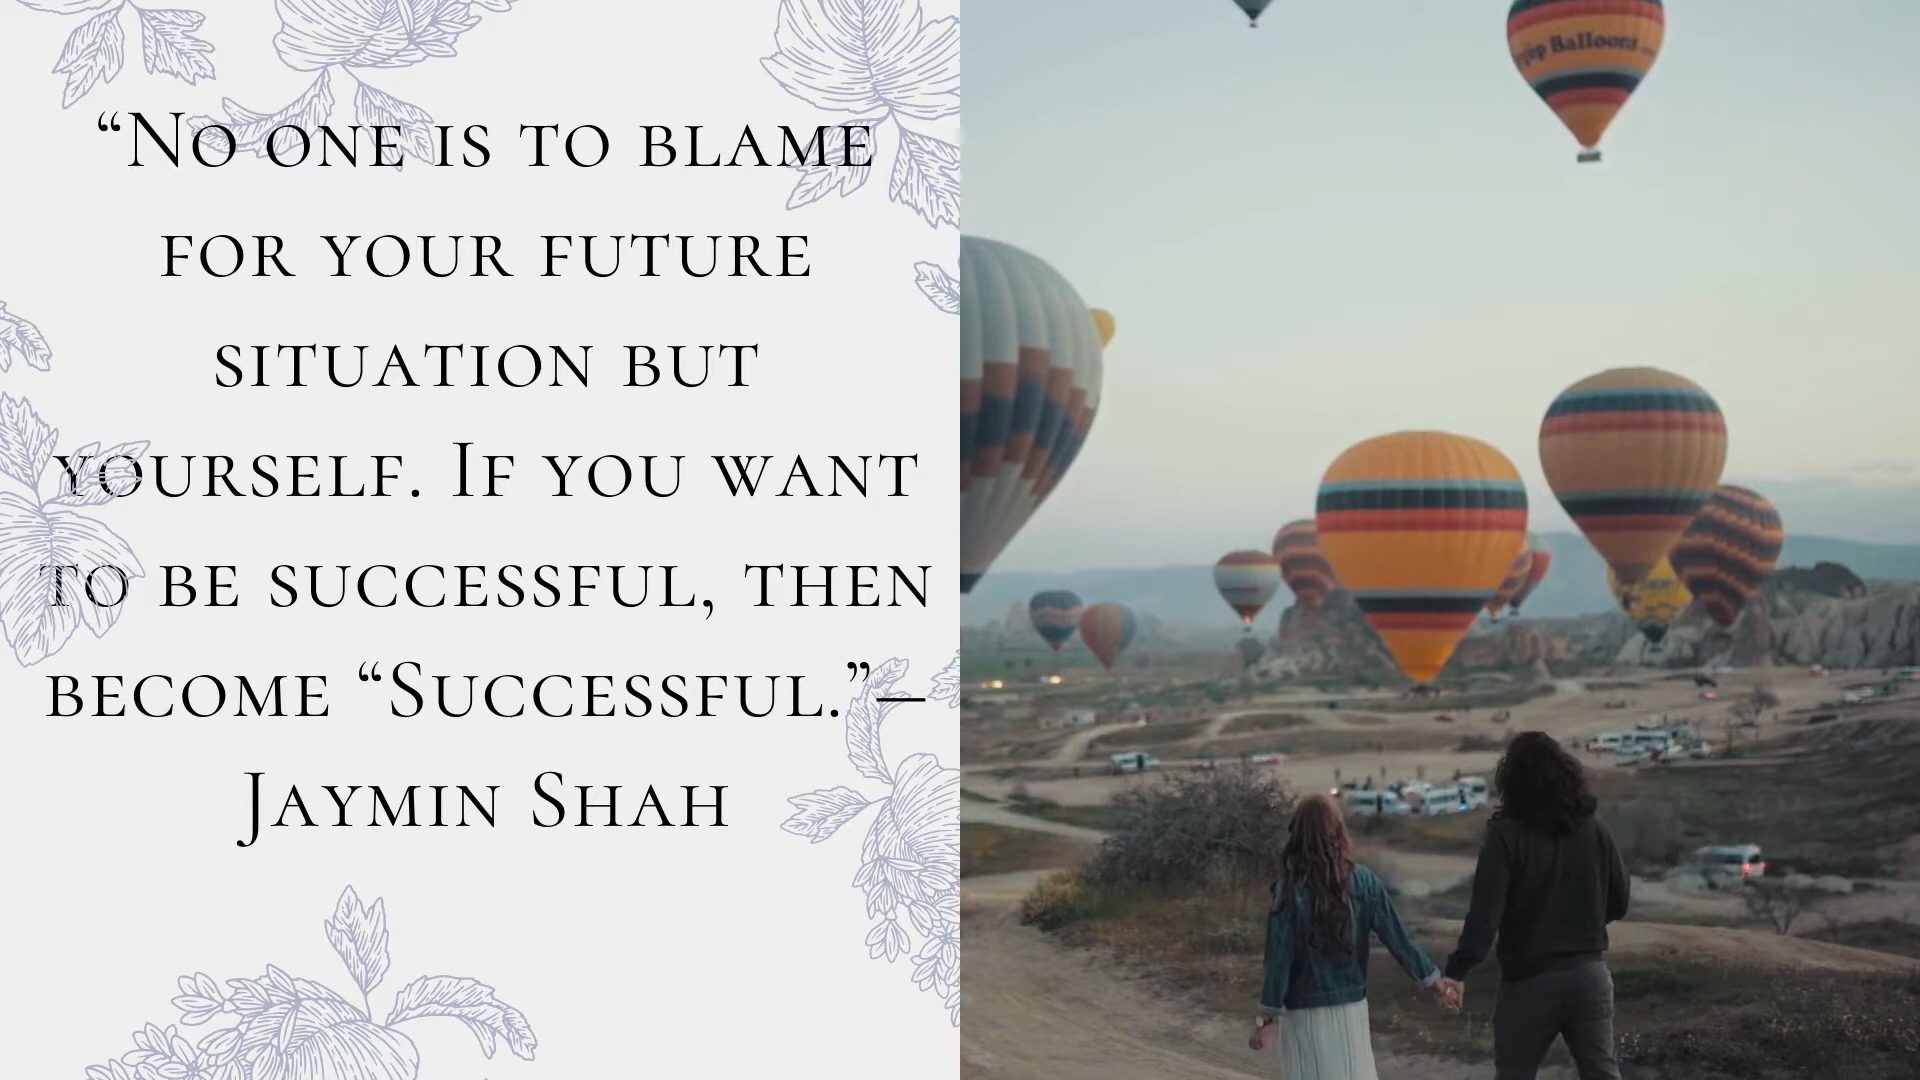 “No one is to blame
for your future
situation but
yourself. If you want
to be successful, then
become “Successful.”—
Jaymin Shah
Balloons